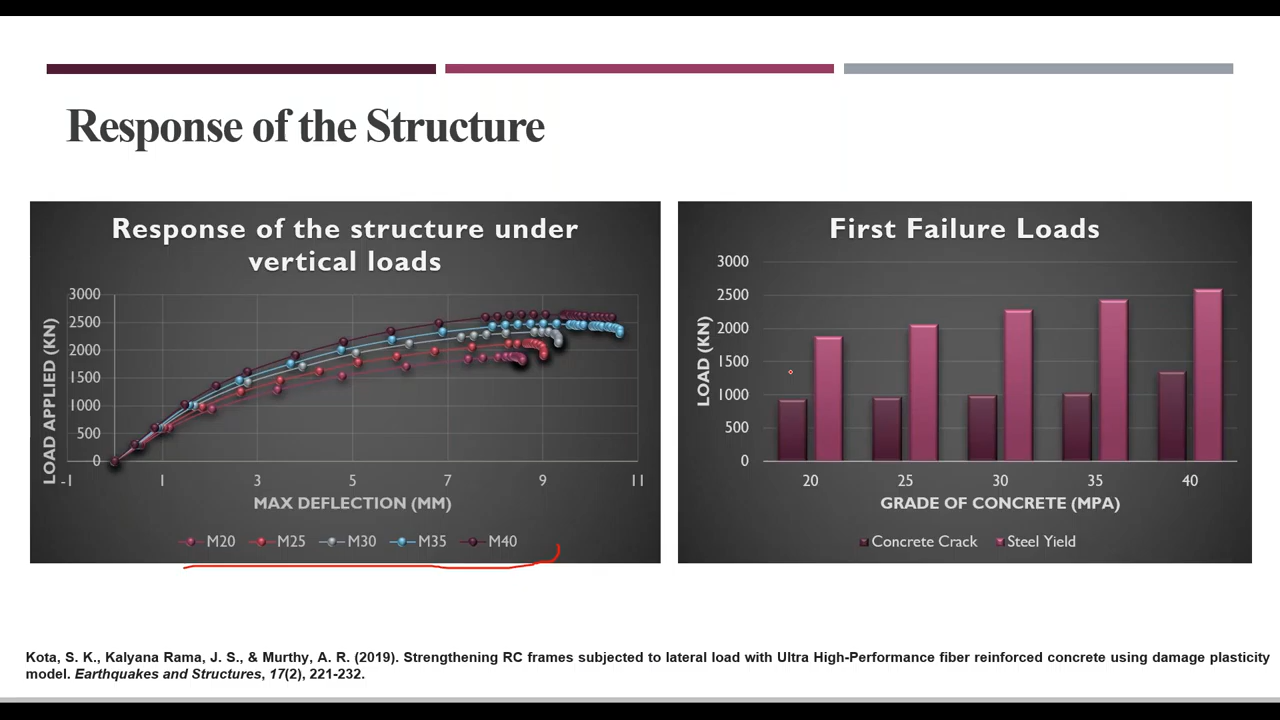 Response of the Structure
Response of the structure under
vertical loads
3000
2500
2000
1500
1000
500
0
LOAD APPLIED (KN)
-1 1 3 5 7 9 11
MAX DEFLECTION (MM)
M20 M25 M30 M35 M40
First Failure Loads
3000
2500
2000
1500
1000
500
0
LOAD (KN)
20 25 30 35 40
GRADE OF CONCRETE (MPA)
Concrete Crack Steel Yield
Kota, S. K., Kalyana Rama, J. S., & Murthy, A. R. (2019). Strengthening RC frames subjected to lateral load with Ultra High-Performance fiber reinforced concrete using damage plasticity
model. Earthquakes and Structures, 17(2), 221-232.